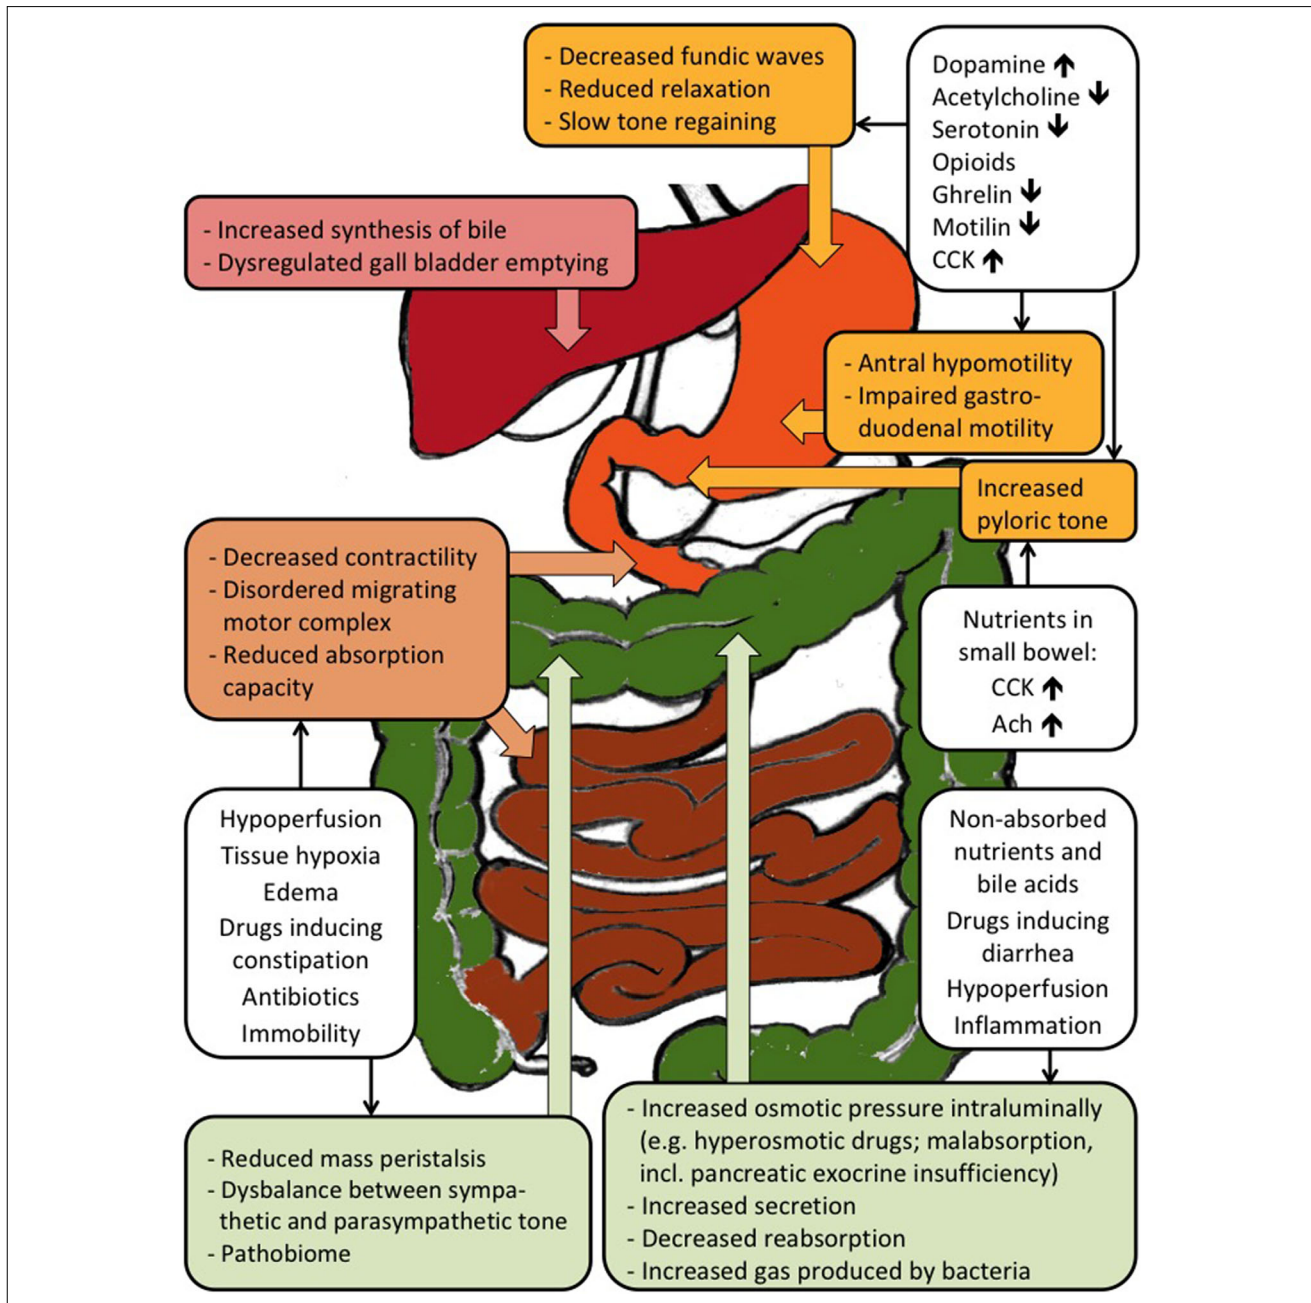 - Decreased fundic waves
- Reduced relaxation
- Slow tone regaining
Dopamine ↑
Acetylcholine ↓
Serotonin ↓
Opioids
Ghrelin ↓
Motilin ↓
CCK ↑
- Increased synthesis of bile
- Dysregulated gall bladder emptying
- Antral hypomotility
- Impaired gastro-
duodenal motility
Increased
pyloric tone
- Decreased contractility
- Disordered migrating
motor complex
- Reduced absorption
capacity
Nutrients in
small bowel:
CCK ↑
Ach ↑
Hypoperfusion
Tissue hypoxia
Edema
Drugs inducing
constipation
Antibiotics
Immobility
Non-absorbed
nutrients and
bile acids
Drugs inducing
diarrhea
Hypoperfusion
Inflammation
- Reduced mass peristalsis
- Dysbalance between sympa-
thetic and parasympathetic tone
- Pathobiome
- Increased osmotic pressure intraluminally
(e.g. hyperosmotic drugs; malabsorption,
incl. pancreatic exocrine insufficiency)
- Increased secretion
- Decreased reabsorption
- Increased gas produced by bacteria